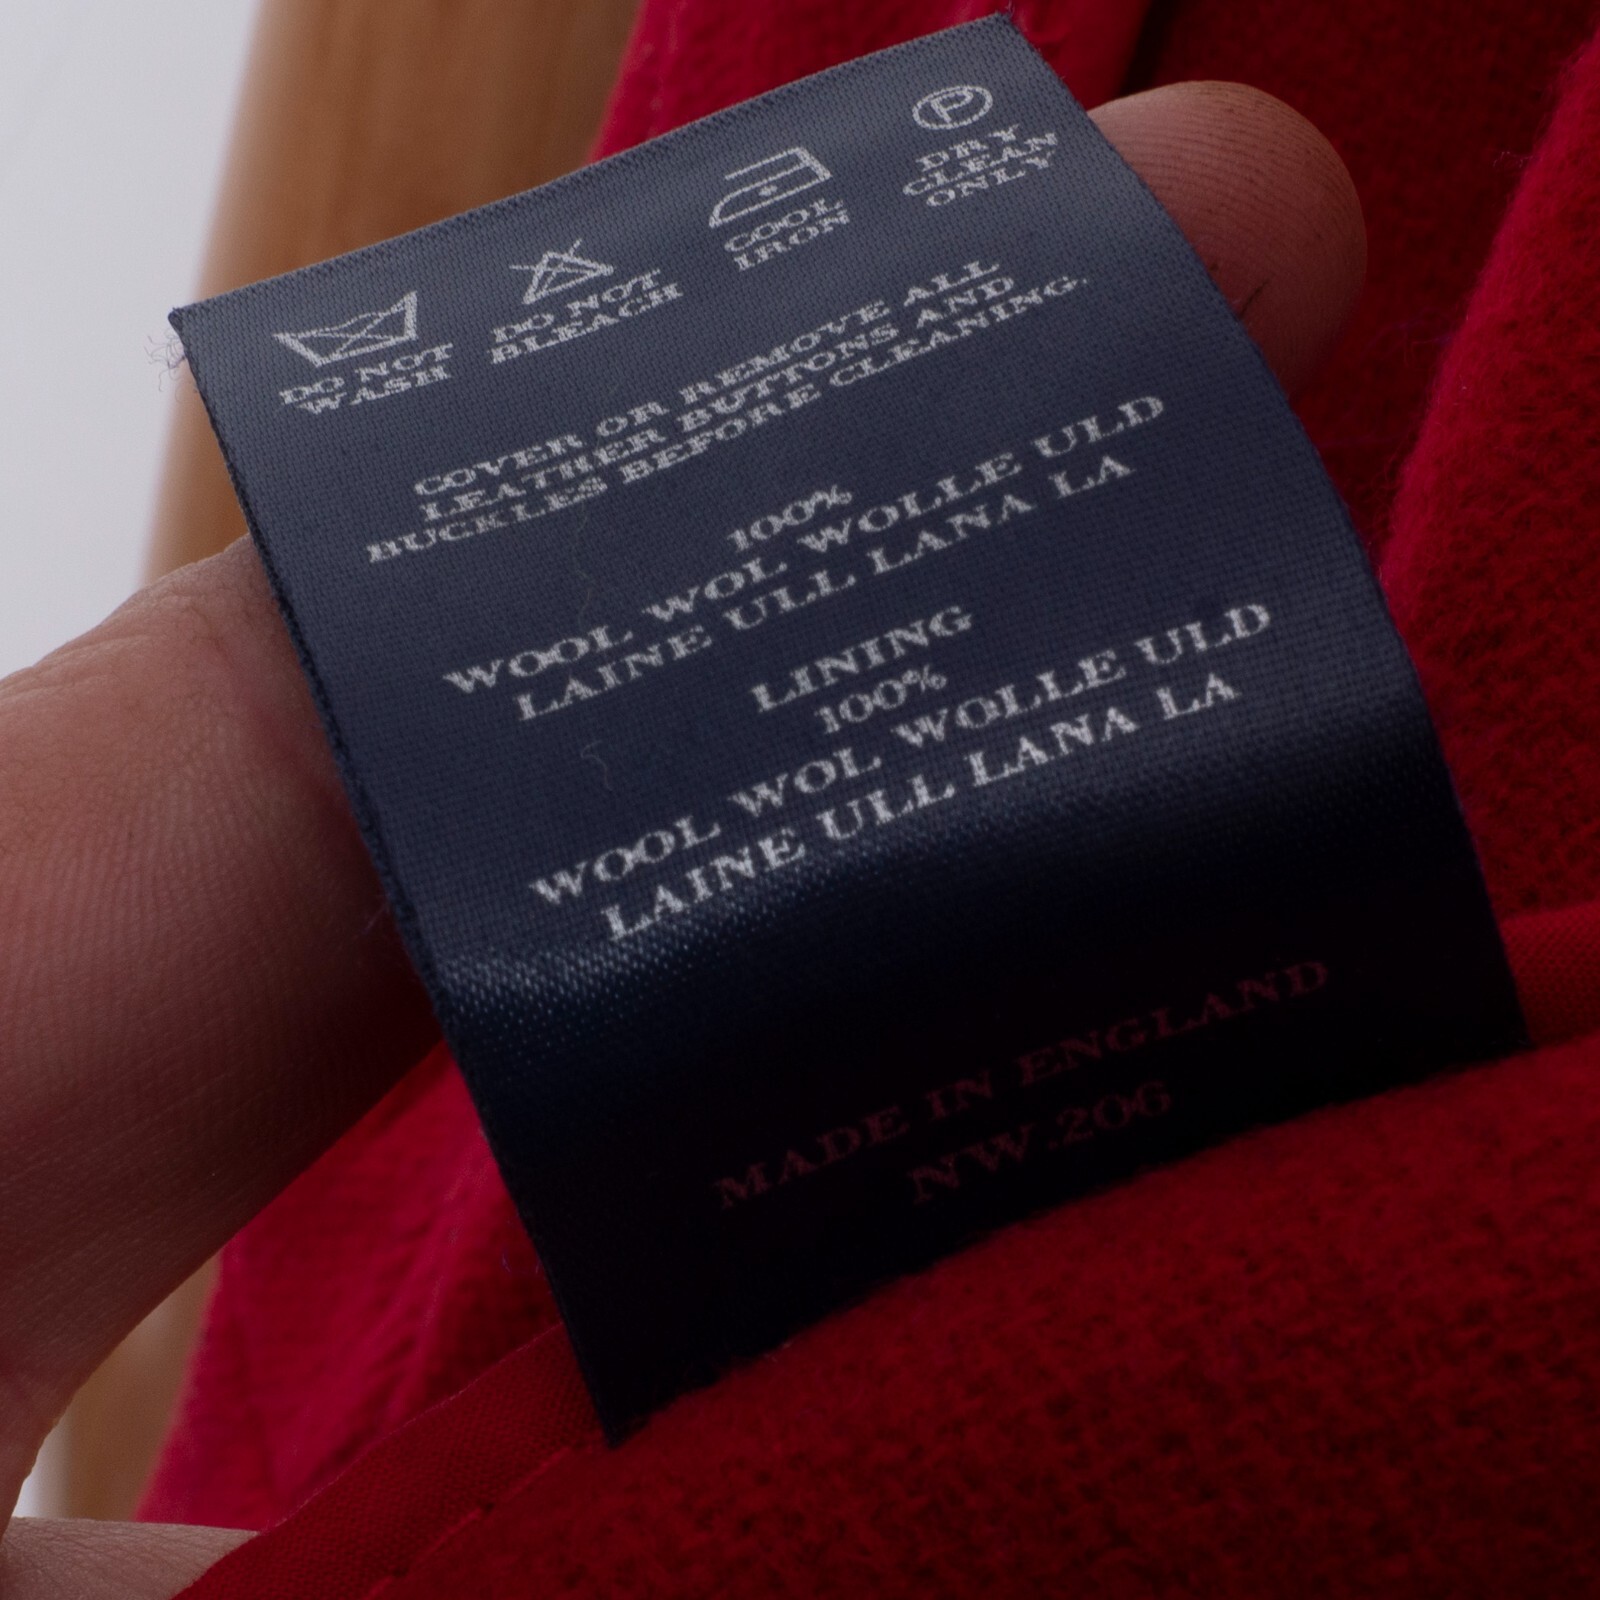 P
DO NOT
WASH
DO NOT
BLEACH
COOL
IRON
DRY
CLEAN
ONLY
COVER OR REMOVE ALL
LEATHER BUTTONS AND
BUCKLES BEFORE CLEANING.
100%
WOOL WOL WOLLE ULD
LAINE ULL LANA LA
LINING
100%
WOOL WOL WOLLE ULD
LAINE ULL LANA LA
MADE IN ENGLAND
NW.206